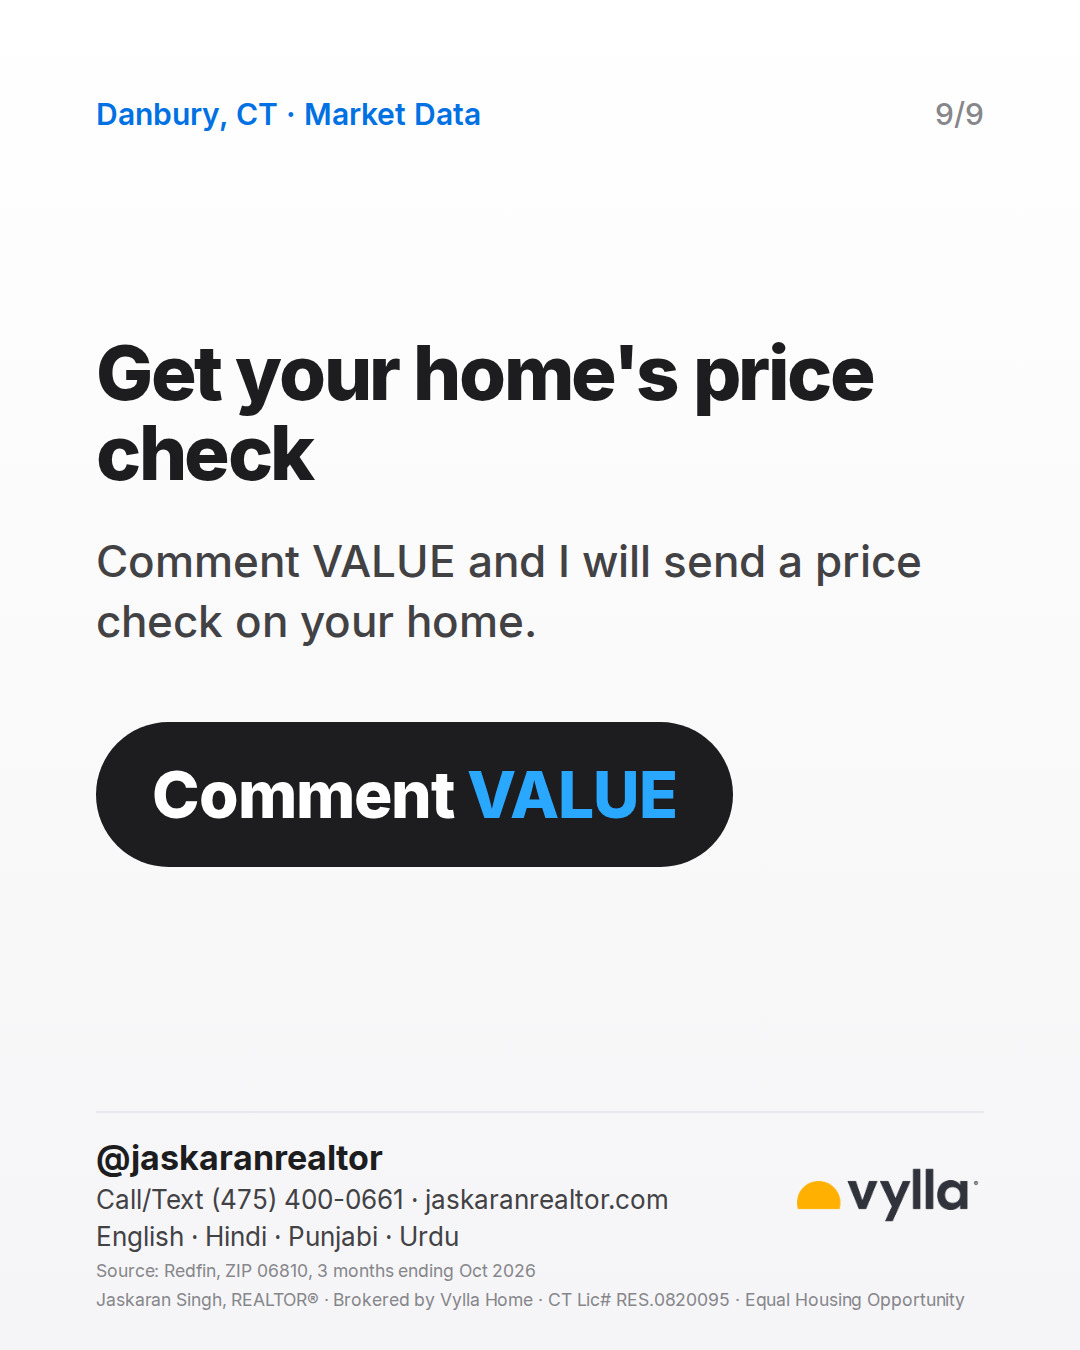 Danbury, CT · Market Data
9/9
Get your home's price
check
Comment VALUE and I will send a price
check on your home.
Comment VALUE
@jaskaranrealtor
Call/Text (475) 400-0661 · jaskaranrealtor.com
English · Hindi · Punjabi · Urdu
vylla
Source: Redfin, ZIP 06810, 3 months ending Oct 2026
Jaskaran Singh, REALTOR® · Brokered by Vylla Home · CT Lic# RES.0820095 · Equal Housing Opportunity